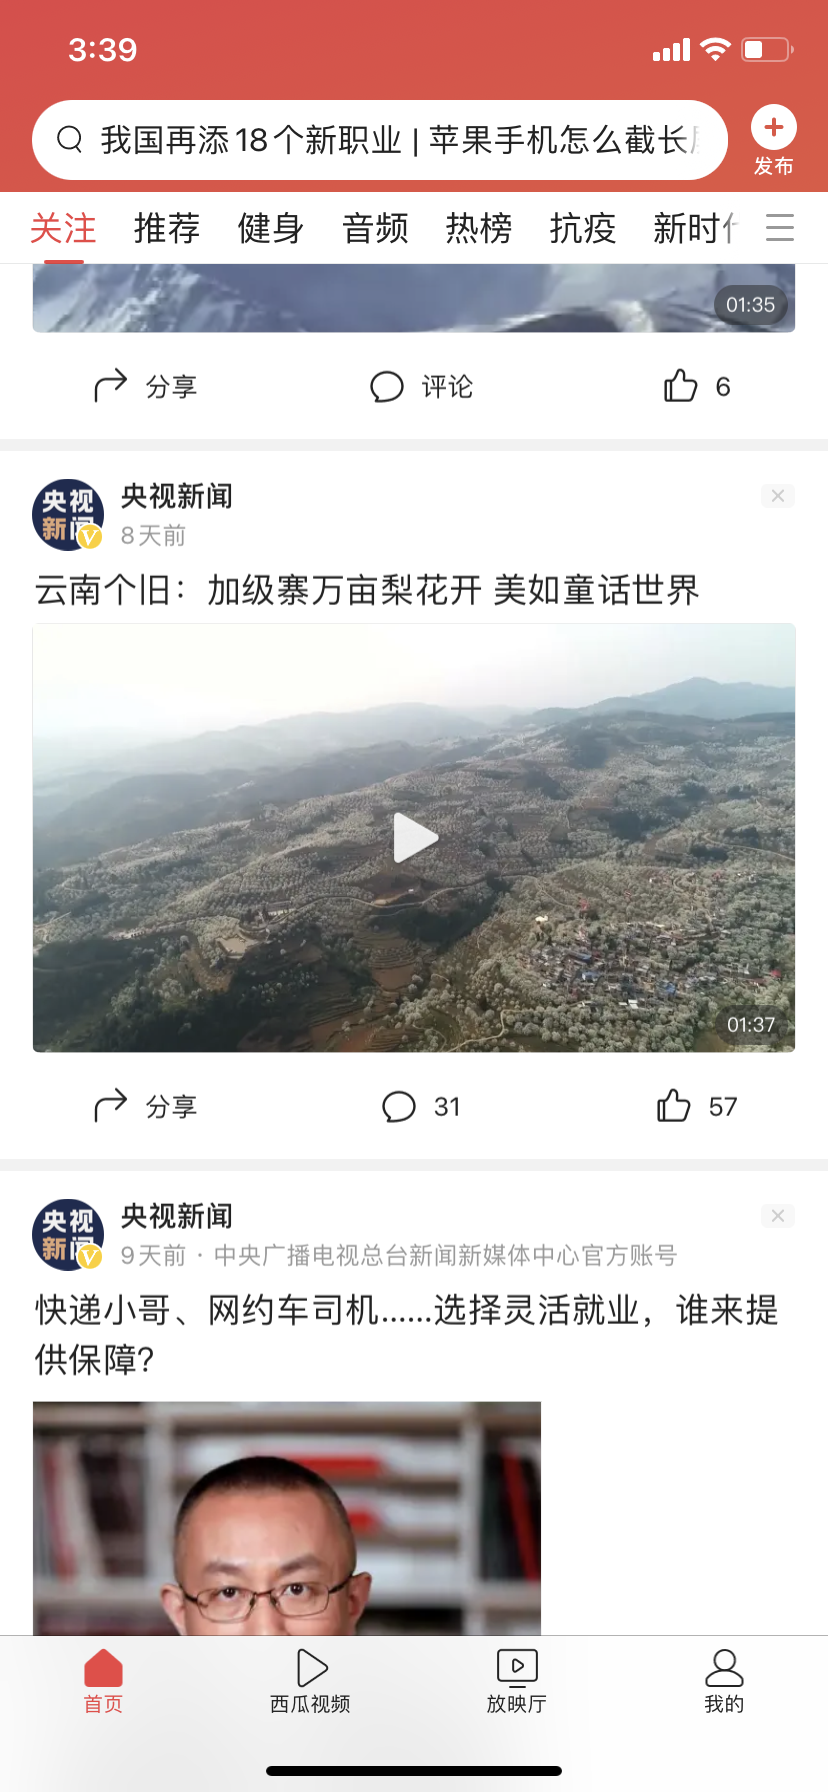 3:39
我国再添18个新职业 | 苹果手机怎么截长
发布
关注 推荐 健身 音频 热榜 抗疫 新时
01:35
分享 评论 6
央视新闻
央视新闻
8天前
云南个旧：加级寨万亩梨花开 美如童话世界
01:37
分享 31 57
央视新闻
央视新闻
9天前 · 中央广播电视总台新闻新媒体中心官方账号
快递小哥、网约车司机......选择灵活就业，谁来提
供保障？
首页 西瓜视频 放映厅 我的